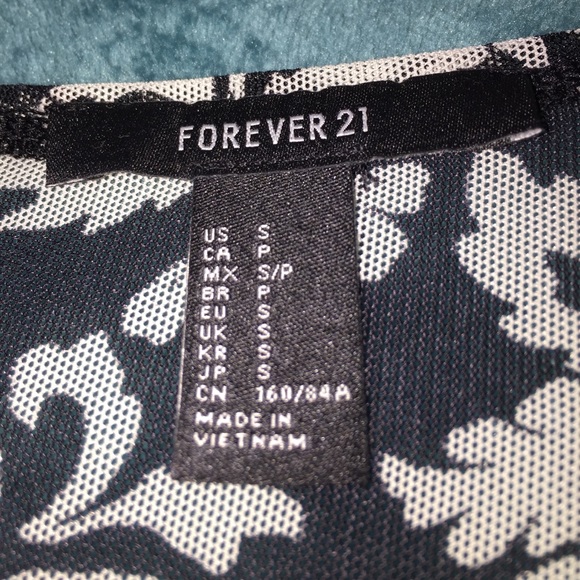 FOREVER 21
US S
CA P
MX S/P
BR P
EU S
UK S
KR S
JP S
CN 160/84A
MADE IN
VIETNAM